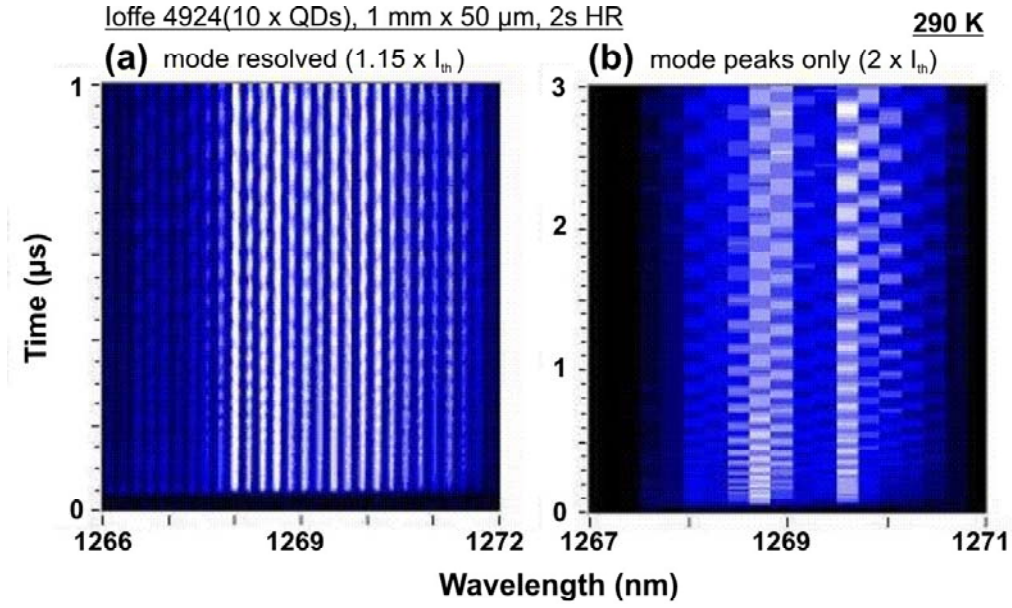 Ioffe 4924(10 x QDs), 1 mm x 50 µm, 2s HR
290 K
(a) mode resolved (1.15 x Ith)
(b) mode peaks only (2 x Ith)
Time (µs)
1
0
3
2
1
0
1266 1269 1272
1267 1269 1271
Wavelength (nm)